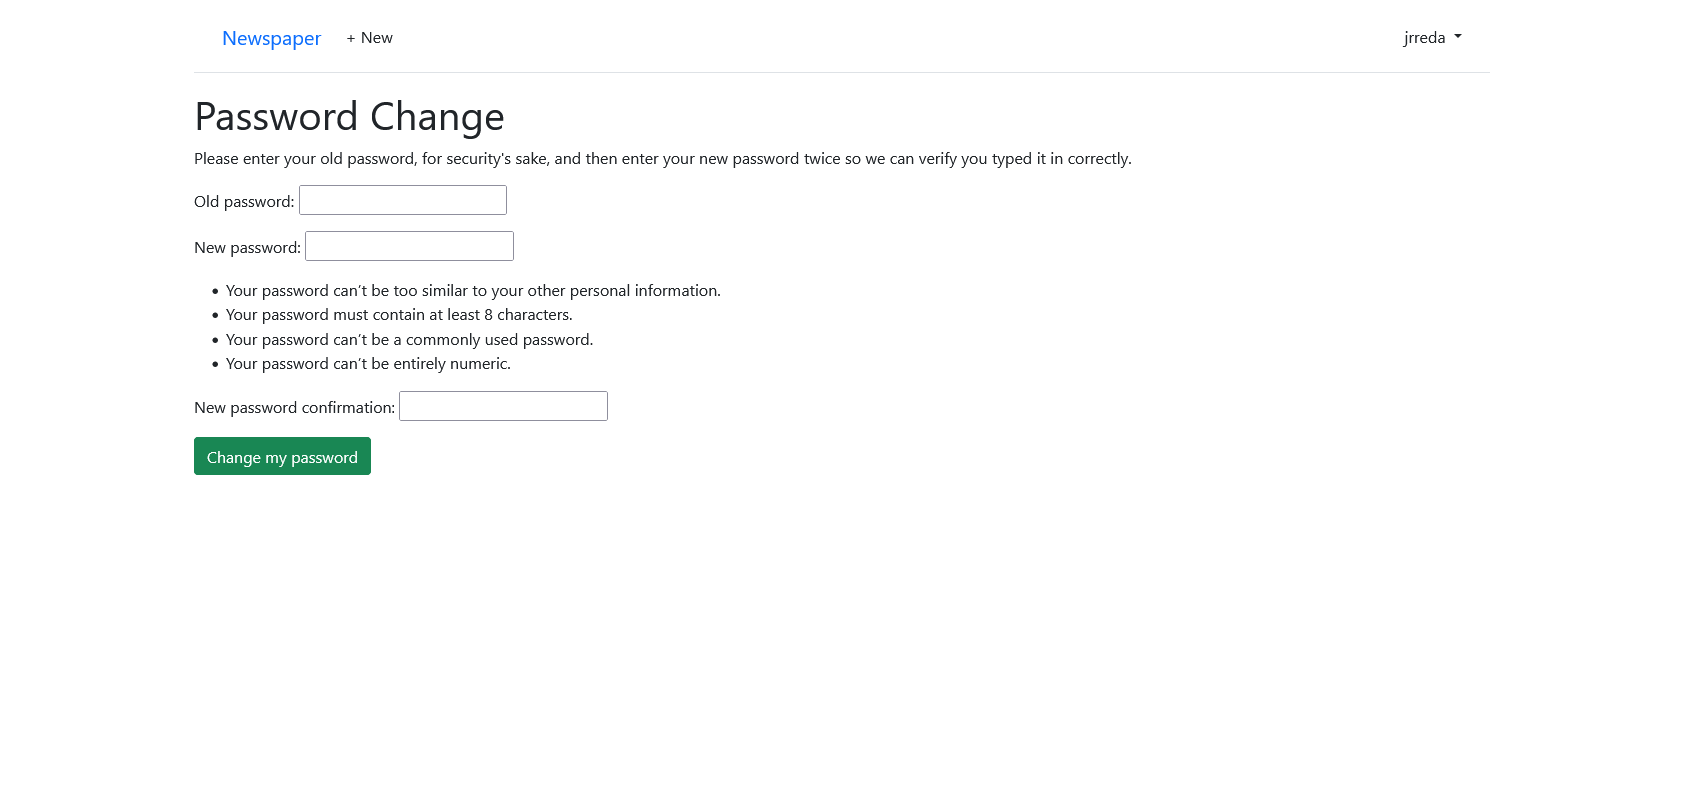 Newspaper + New jrreda
Password Change
Please enter your old password, for security's sake, and then enter your new password twice so we can verify you typed it in correctly.
Old password:
New password:
• Your password can’t be too similar to your other personal information.
• Your password must contain at least 8 characters.
• Your password can’t be a commonly used password.
• Your password can’t be entirely numeric.
New password confirmation:
Change my password